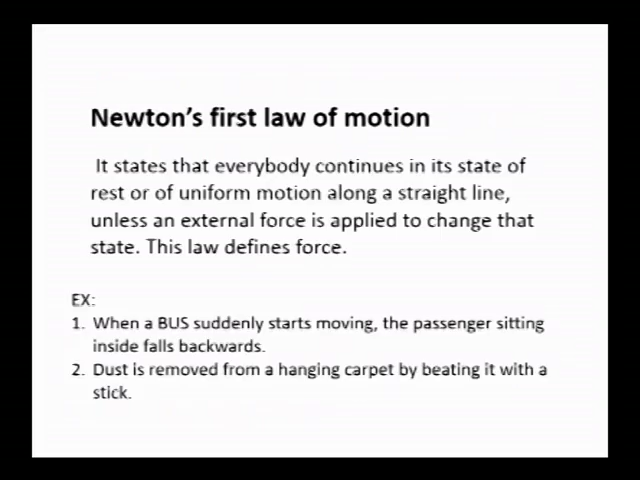 Newton's first law of motion
It states that everybody continues in its state of
rest or of uniform motion along a straight line,
unless an external force is applied to change that
state. This law defines force.
EX:
1. When a BUS suddenly starts moving, the passenger sitting
inside falls backwards.
2. Dust is removed from a hanging carpet by beating it with a
stick.